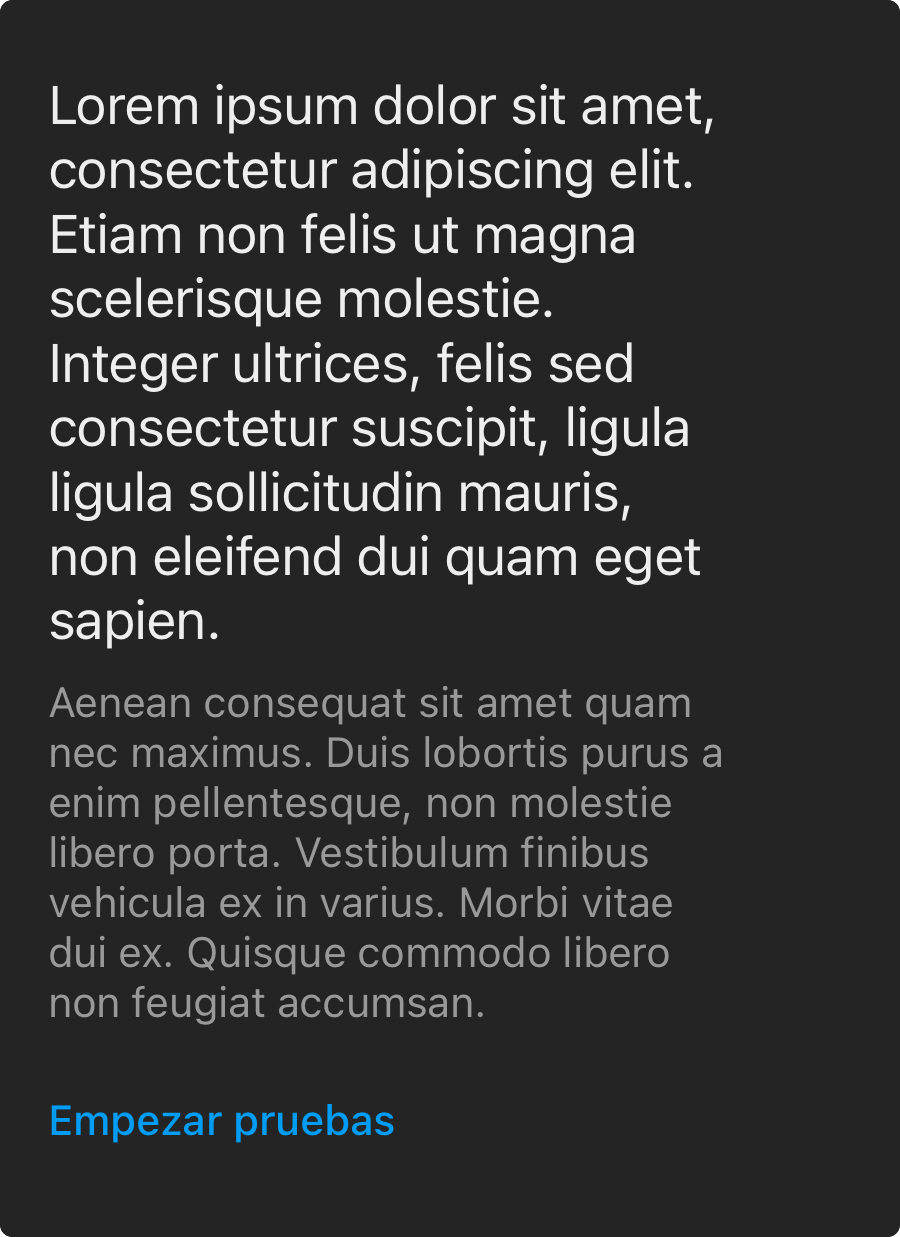 Lorem ipsum dolor sit amet,
consectetur adipiscing elit.
Etiam non felis ut magna
scelerisque molestie.
Integer ultrices, felis sed
consectetur suscipit, ligula
ligula sollicitudin mauris,
non eleifend dui quam eget
sapien.
Aenean consequat sit amet quam
nec maximus. Duis lobortis purus a
enim pellentesque, non molestie
libero porta. Vestibulum finibus
vehicula ex in varius. Morbi vitae
dui ex. Quisque commodo libero
non feugiat accumsan.
Empezar pruebas